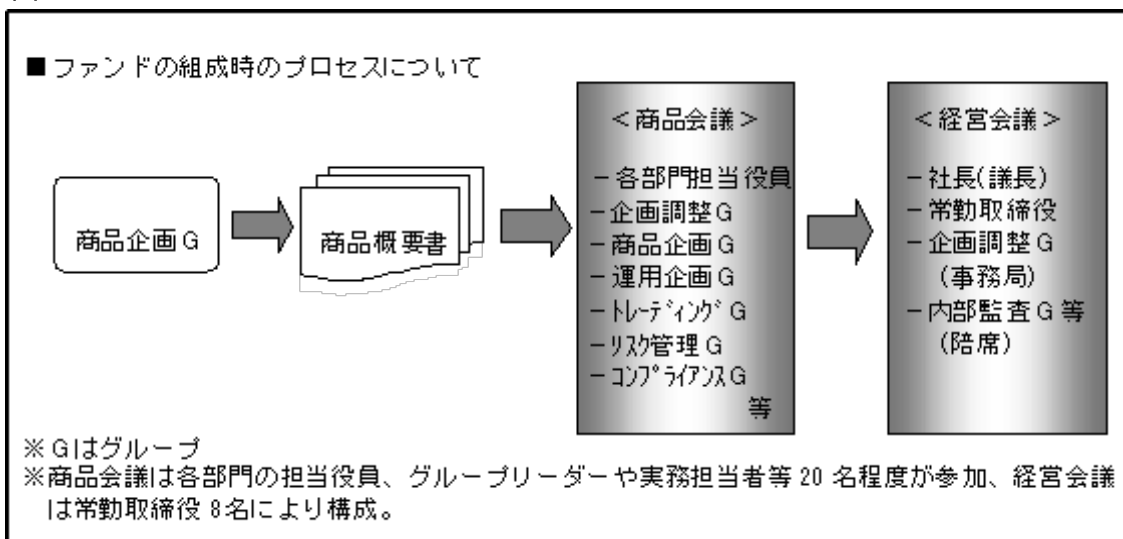 ■ファンドの組成時のプロセスについて
商品企画G
商品概要書
＜商品会議＞
－各部門担当役員
－企画調整G
－商品企画G
－運用企画G
－ﾄﾚｰﾃﾞｨﾝｸﾞG
－ﾘｽｸ管理G
－ｺﾝﾌﾟﾗｲｱﾝｽG
等
＜経営会議＞
－社長(議長)
－常勤取締役
－企画調整G
(事務局)
－内部監査G等
(陪席)
※Gはグループ
※商品会議は各部門の担当役員、グループリーダーや実務担当者等 20 名程度が参加、経営会議
は常勤取締役 8名により構成。